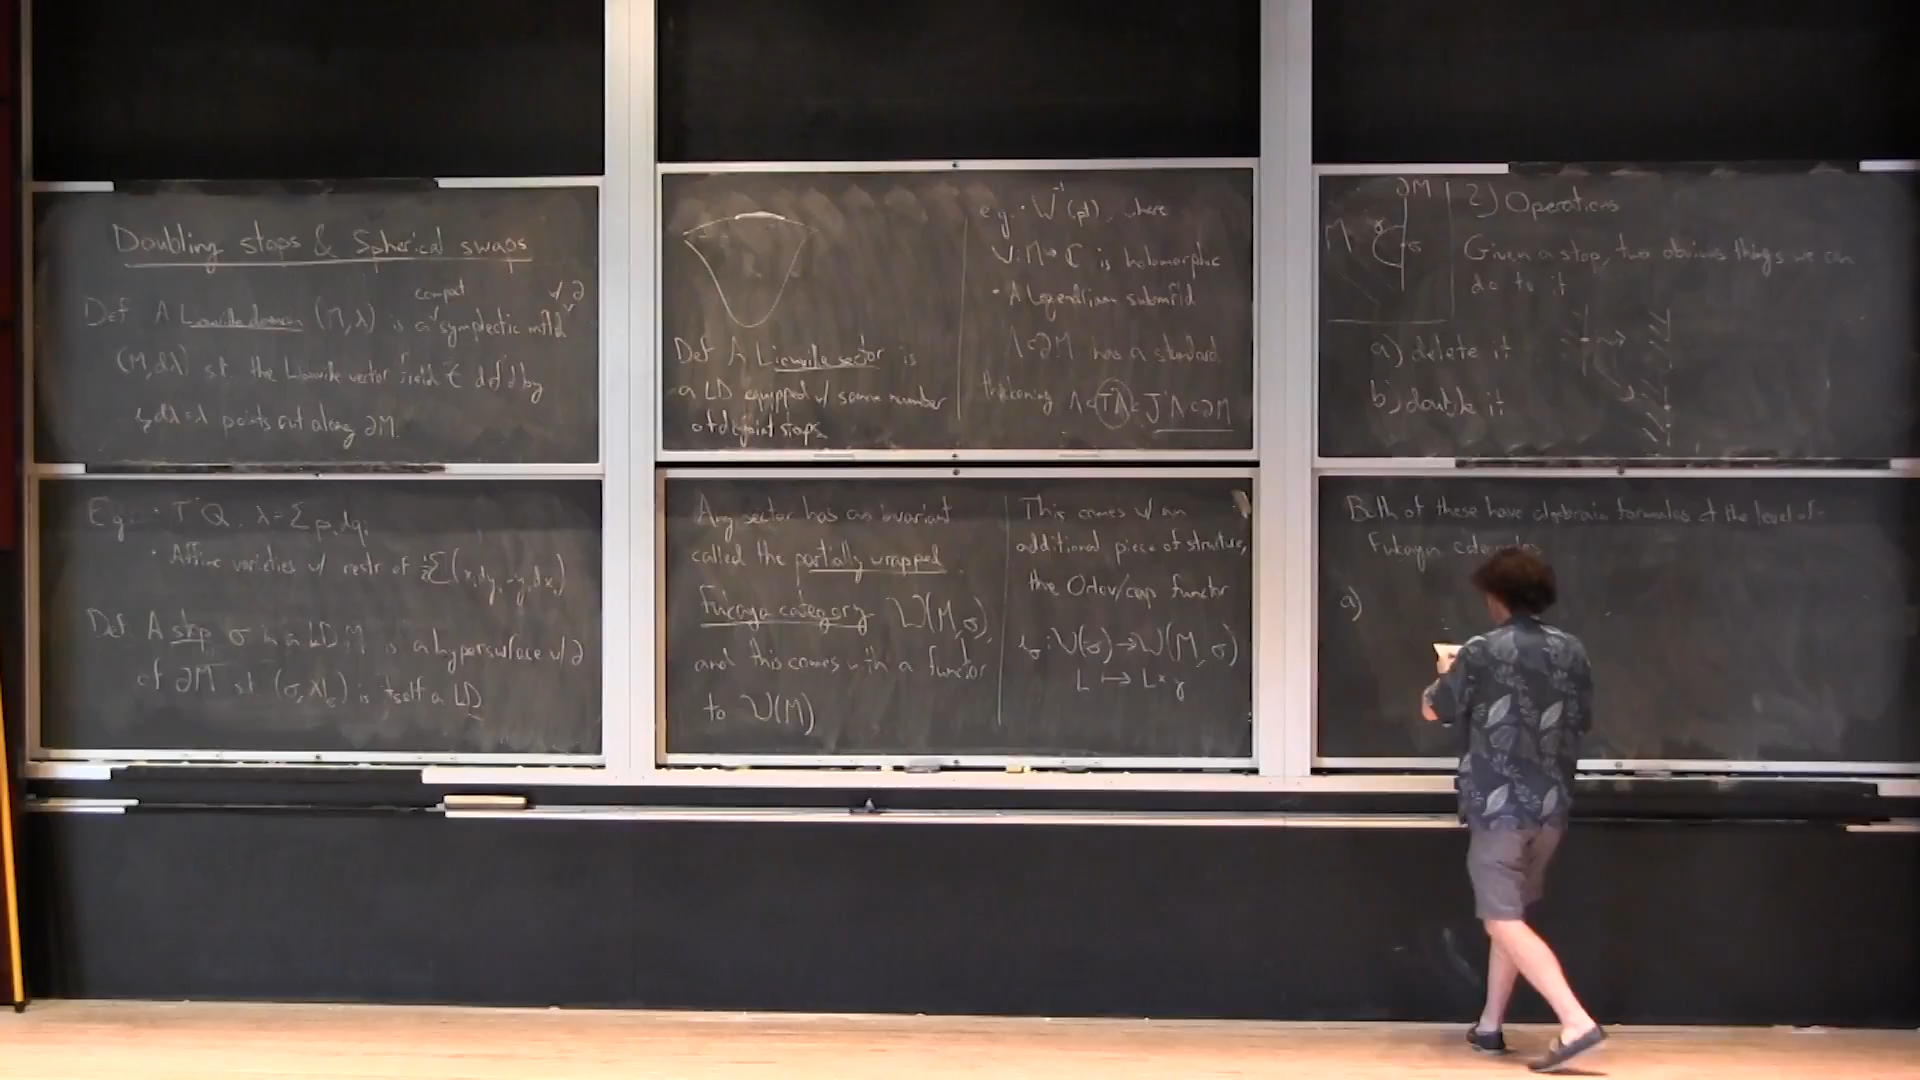 Doubling stops & Spherical swaps
Def A Liouville domain (M, λ) is a compact symplectic mfld w/ ∂
(M, dλ) st the Liouville vector field Z def'd by
ι_Z dλ = λ points out along ∂M.
Eg · T*Q, λ = Σ p_i dq_i
· Affine varieties w/ restr of ½Σ(x_i dy_i - y_i dx_i)
Def A stop σ in a LD M is a hypersurface w/ ∂
of ∂M st (σ, λ|_σ) is itself a LD
Def A Liouville sector is
a LD equipped w/ some number
of disjoint stops
e.g. · W⁻¹(pt), where
W: M → ℂ is holomorphic
· A Legendrian submfld
Λ ⊂ ∂M has a standard
thickening Λ ⊂ T*Λ ⊂ J¹Λ ⊂ ∂M
Any sector has an invariant
called the partially wrapped
Fukaya category W(M, σ),
and this comes with a functor
to W(M)
This comes w/ an
additional piece of structure,
the Orlov/cup functor
i_σ: W(σ) → W(M, σ)
L ↦ L × γ
∂M
M
σ
2) Operations
Given a stop, two obvious things we can
do to it
a) delete it
b) double it
Both of these have algebraic formulas at the level of
Fukaya categories
a)